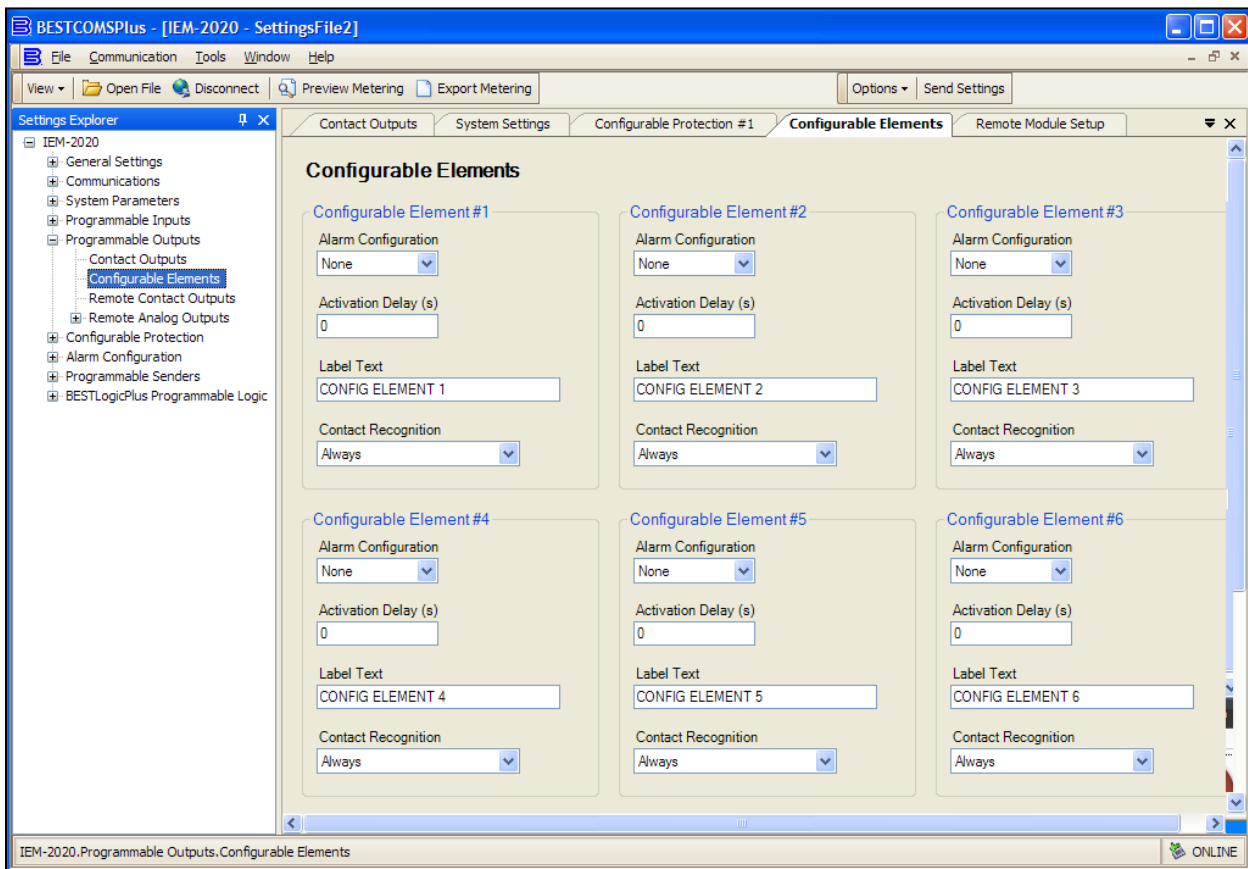 BESTCOMSPlus - [IEM-2020 - SettingsFile2]
File Communication Tools Window Help
View Open File Disconnect Preview Metering Export Metering Options Send Settings
Settings Explorer
IEM-2020
General Settings
Communications
System Parameters
Programmable Inputs
Programmable Outputs
Contact Outputs
Configurable Elements
Remote Contact Outputs
Remote Analog Outputs
Configurable Protection
Alarm Configuration
Programmable Senders
BESTLogicPlus Programmable Logic
Contact Outputs System Settings Configurable Protection #1 Configurable Elements Remote Module Setup
Configurable Elements
Configurable Element #1
Alarm Configuration
None
Activation Delay (s)
0
Label Text
CONFIG ELEMENT 1
Contact Recognition
Always
Configurable Element #2
Alarm Configuration
None
Activation Delay (s)
0
Label Text
CONFIG ELEMENT 2
Contact Recognition
Always
Configurable Element #3
Alarm Configuration
None
Activation Delay (s)
0
Label Text
CONFIG ELEMENT 3
Contact Recognition
Always
Configurable Element #4
Alarm Configuration
None
Activation Delay (s)
0
Label Text
CONFIG ELEMENT 4
Contact Recognition
Always
Configurable Element #5
Alarm Configuration
None
Activation Delay (s)
0
Label Text
CONFIG ELEMENT 5
Contact Recognition
Always
Configurable Element #6
Alarm Configuration
None
Activation Delay (s)
0
Label Text
CONFIG ELEMENT 6
Contact Recognition
Always
IEM-2020.Programmable Outputs.Configurable Elements ONLINE